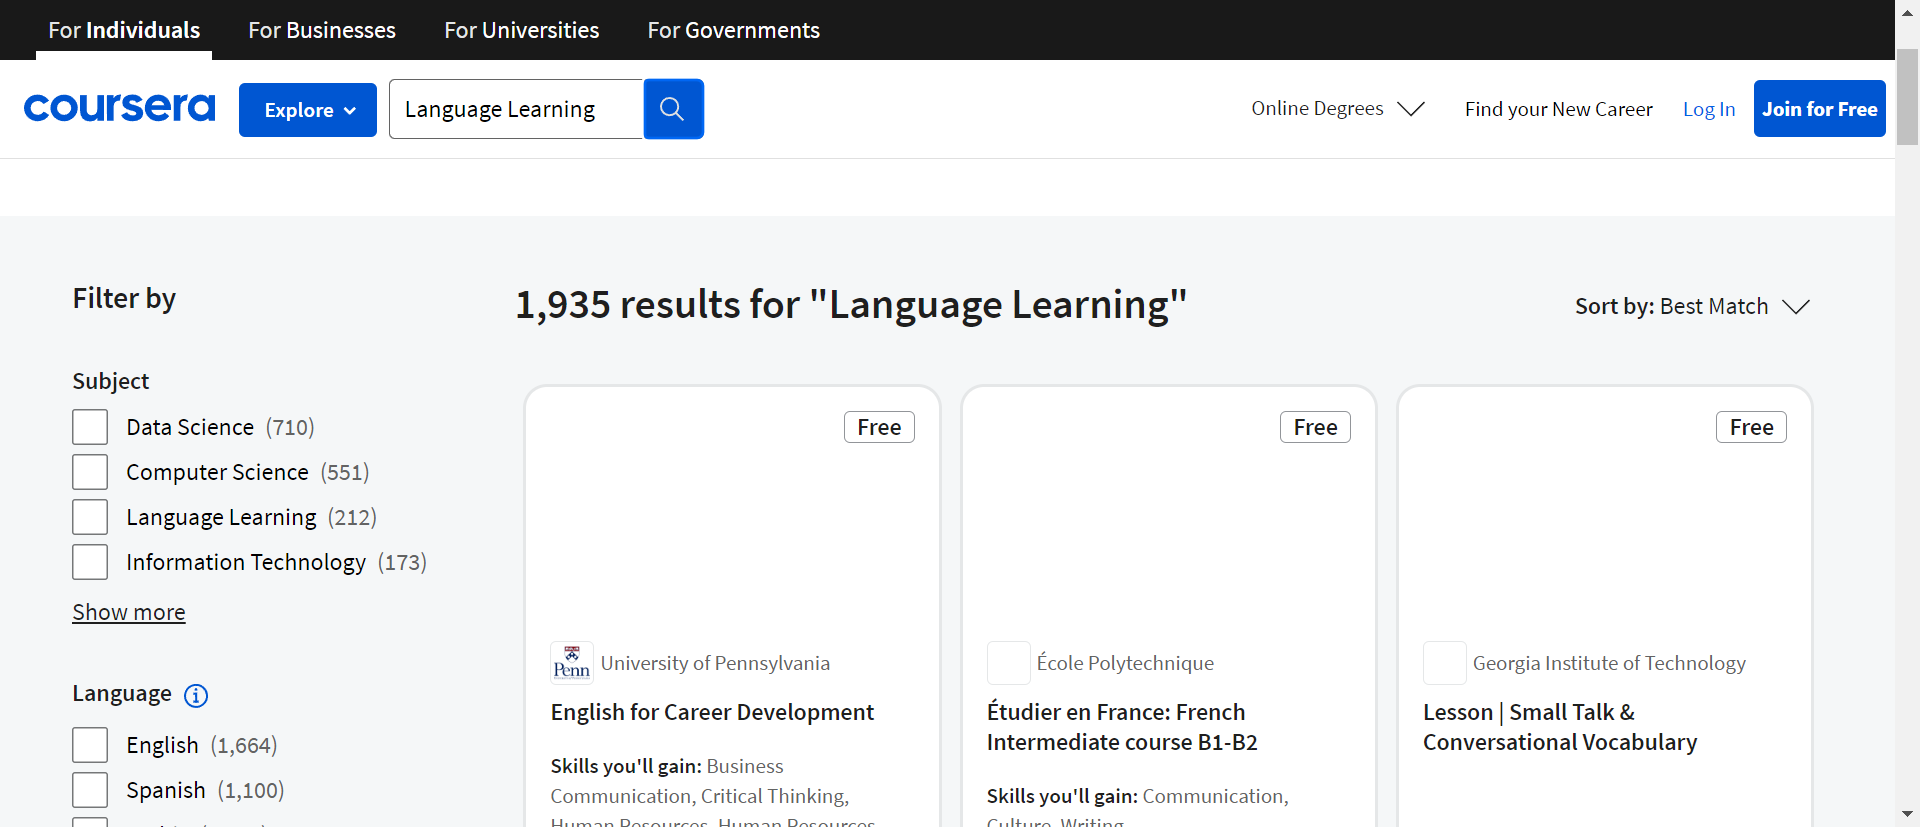 For Individuals
For Businesses
For Universities
For Governments
coursera
Explore
Language Learning
Online Degrees
Find your New Career
Log In
Join for Free
Filter by
1,935 results for "Language Learning"
Sort by: Best Match
Subject
Data Science (710)
Computer Science (551)
Language Learning (212)
Information Technology (173)
Show more
Language
English (1,664)
Spanish (1,100)
Free
Penn
University of Pennsylvania
English for Career Development
Skills you'll gain: Business
Communication, Critical Thinking,
Human Resources, Human Resources
Free
École Polytechnique
Étudier en France: French
Intermediate course B1-B2
Skills you'll gain: Communication,
Culture, Writing
Free
Georgia Institute of Technology
Lesson | Small Talk &
Conversational Vocabulary